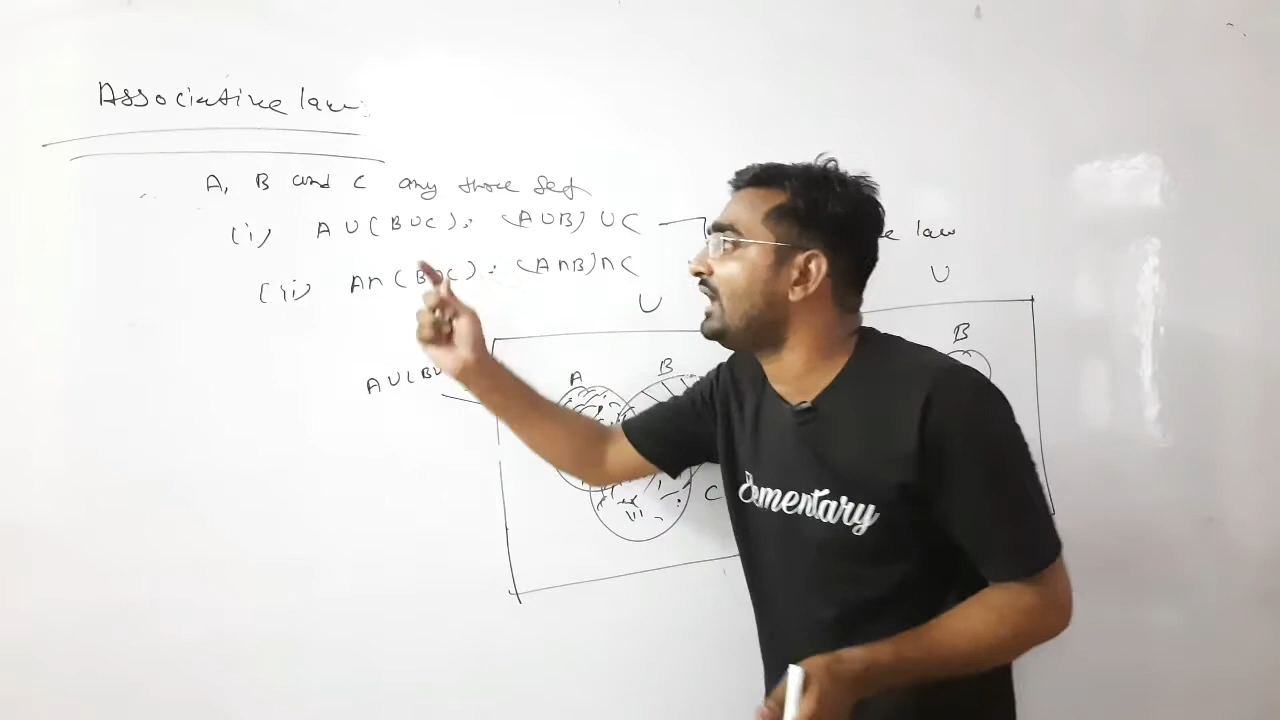 Associative law:
A, B and C any three set
(i) A U ( B U C ) = (A U B) U C
e law
(ii) A ∩ ( B ∩ C ) = (A ∩ B) ∩ C
U
U
A U ( B U
A
B
B
C
Elementary